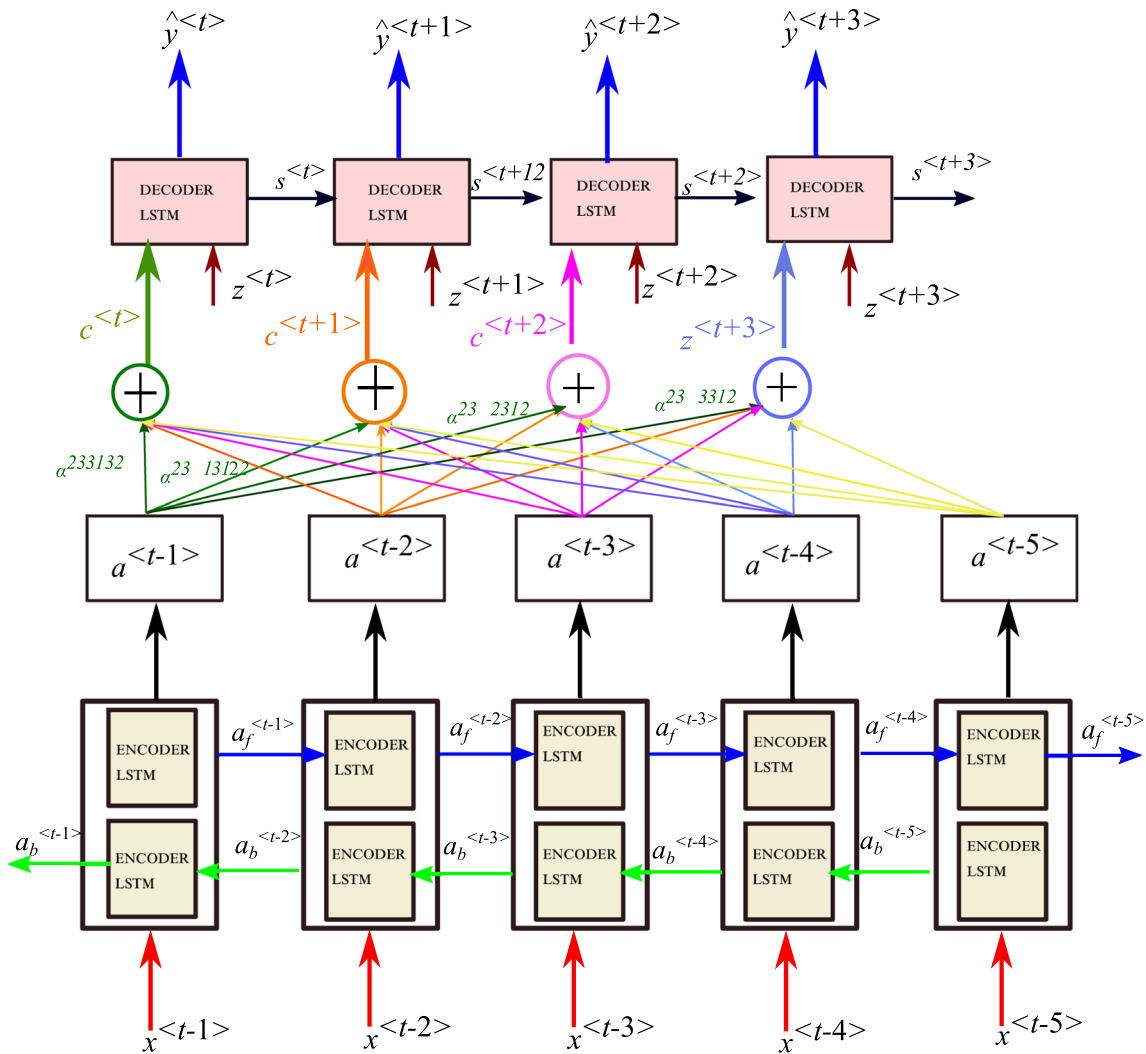 ŷ<t> ŷ<t+1> ŷ<t+2> ŷ<t+3>
DECODER LSTM
s<t>
DECODER LSTM
s<t+12
DECODER LSTM
s<t+2>
DECODER LSTM
s<t+3>
z<t> z<t+1> z<t+2> z<t+3>
c<t> c<t+1> c<t+2> z<t+3>
+ + + +
α233132 α23 13122 α23 2312 α23 3312
a<t-1> a<t-2> a<t-3> a<t-4> a<t-5>
ENCODER LSTM
af<t-1>
ENCODER LSTM
af<t-2>
ENCODER LSTM
af<t-3>
ENCODER LSTM
af<t-4>
ENCODER LSTM
af<t-5>
ab<t-1>
ENCODER LSTM
ab<t-2>
ENCODER LSTM
ab<t-3>
ENCODER LSTM
ab<t-4>
ENCODER LSTM
ab<t-5>
ENCODER LSTM
x<t-1> x<t-2> x<t-3> x<t-4> x<t-5>